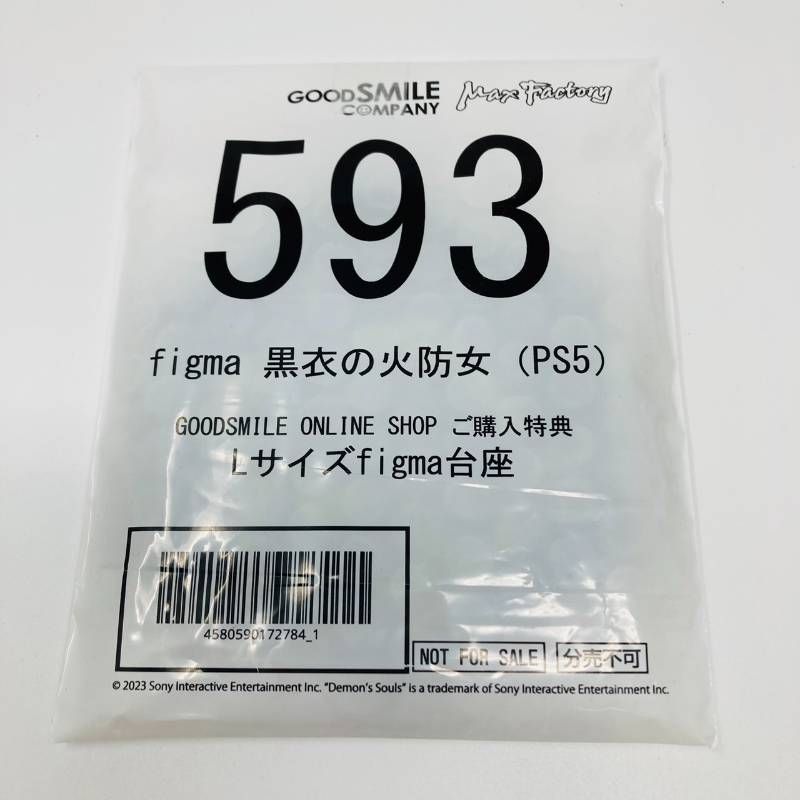 GOODSMILE COMPANY Max Factory
593
figma 黒衣の火防女 (PS5)
GOODSMILE ONLINE SHOP ご購入特典
Lサイズfigma台座
4580590172784_1
NOT FOR SALE 分売不可
© 2023 Sony Interactive Entertainment Inc. "Demon's Souls" is a trademark of Sony Interactive Entertainment Inc.